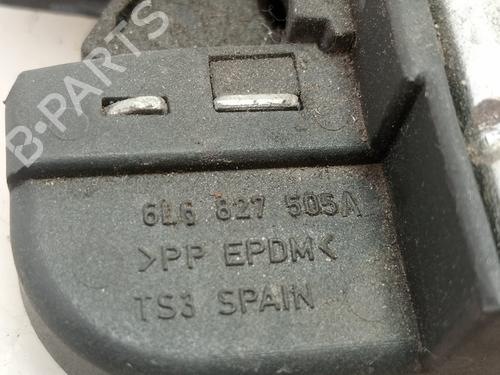 B-PARTS
6L6 827 505A
>PP EPDM<
TS3 SPAIN